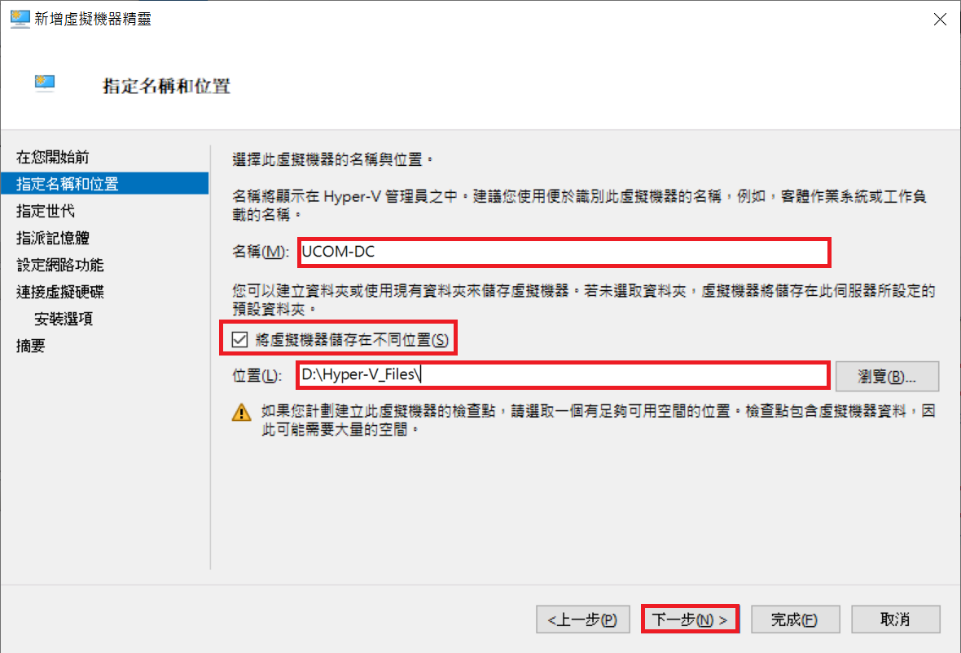 新增虛擬機器精靈
指定名稱和位置
在您開始前
指定名稱和位置
指定世代
指派記憶體
設定網路功能
連接虛擬硬碟
安裝選項
摘要
選擇此虛擬機器的名稱與位置。
名稱將顯示在 Hyper-V 管理員之中。建議您使用便於識別此虛擬機器的名稱，例如，客體作業系統或工作負
載的名稱。
名稱(M): UCOM-DC
您可以建立資料夾或使用現有資料夾來儲存虛擬機器。若未選取資料夾，虛擬機器將儲存在此伺服器所設定的
預設資料夾。
將虛擬機器儲存在不同位置(S)
位置(L): D:\Hyper-V_Files\ 瀏覽(B)...
如果您計劃建立此虛擬機器的檢查點，請選取一個有足夠可用空間的位置。檢查點包含虛擬機器資料，因
此可能需要大量的空間。
<上一步(P) 下一步(N) > 完成(F) 取消